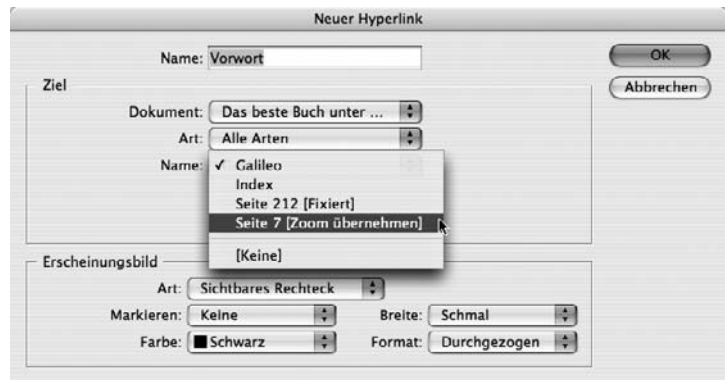 Neuer Hyperlink
Name: Vorwort
OK
Abbrechen
Ziel
Dokument: Das beste Buch unter ...
Art: Alle Arten
Name: ✓ Galileo
Index
Seite 212 [Fixiert]
Seite 7 [Zoom übernehmen]
[Keine]
Erscheinungsbild
Art: Sichtbares Rechteck
Markieren: Keine Breite: Schmal
Farbe: Schwarz Format: Durchgezogen